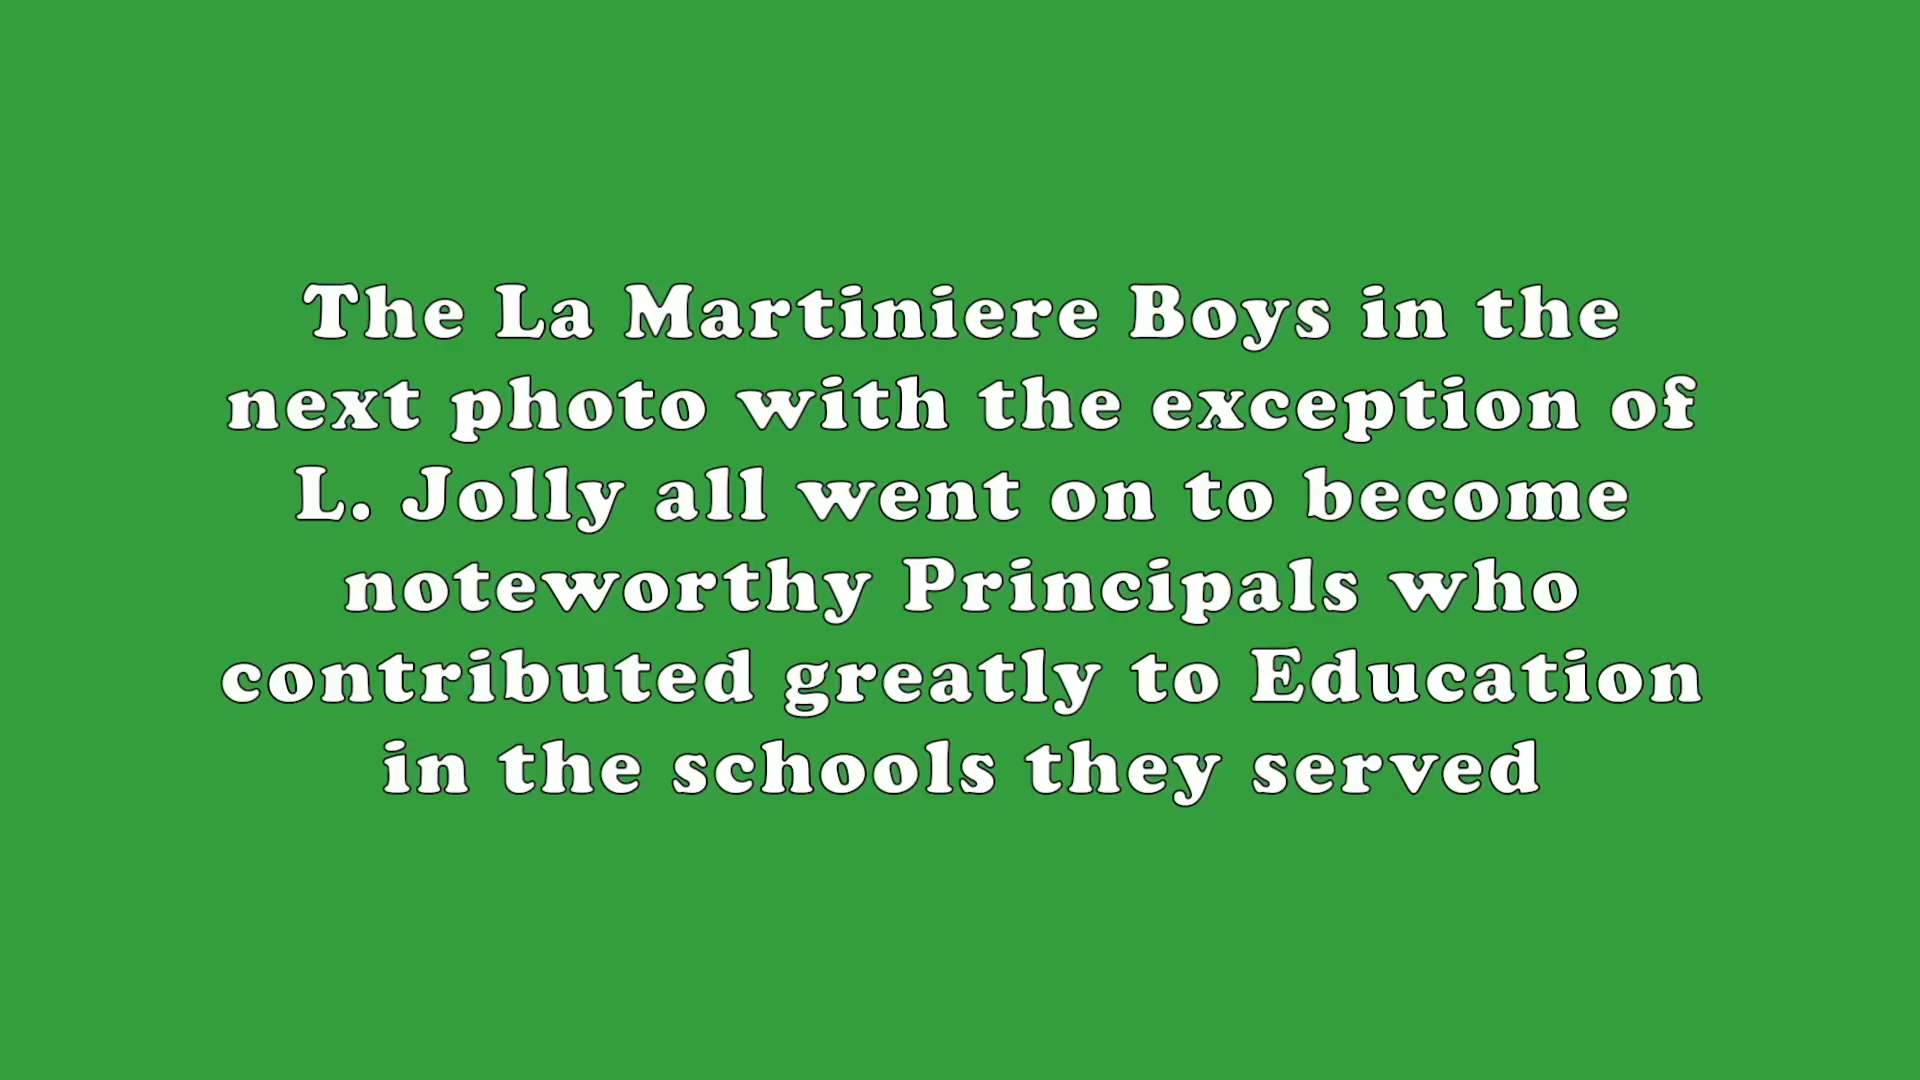 The La Martiniere Boys in the
next photo with the exception of
L. Jolly all went on to become
noteworthy Principals who
contributed greatly to Education
in the schools they served